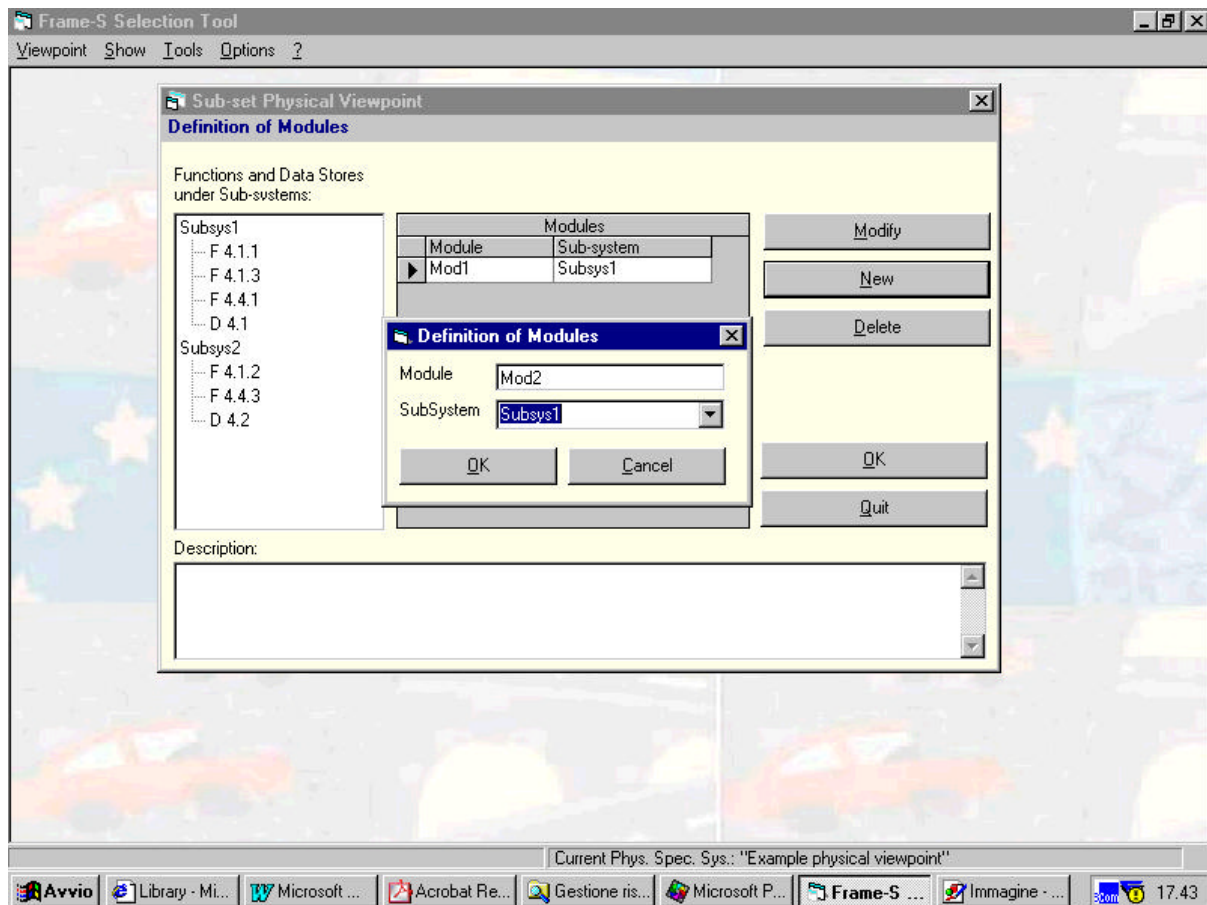 Frame-S Selection Tool
Viewpoint Show Tools Options ?
Sub-set Physical Viewpoint
Definition of Modules
Functions and Data Stores
under Sub-systems:
Subsys1
F 4.1.1
F 4.1.3
F 4.4.1
D 4.1
Subsys2
F 4.1.2
F 4.4.3
D 4.2
Modules
Module Sub-system
Mod1 Subsys1
Modify
New
Delete
Definition of Modules
Module Mod2
SubSystem Subsys1
OK Cancel
OK
Quit
Description:
Current Phys. Spec. Sys.: "Example physical viewpoint"
Avvio Library - Mi... Microsoft ... Acrobat Re... Gestione ris... Microsoft P... Frame-S ... Immagine - ... 3com 17.43